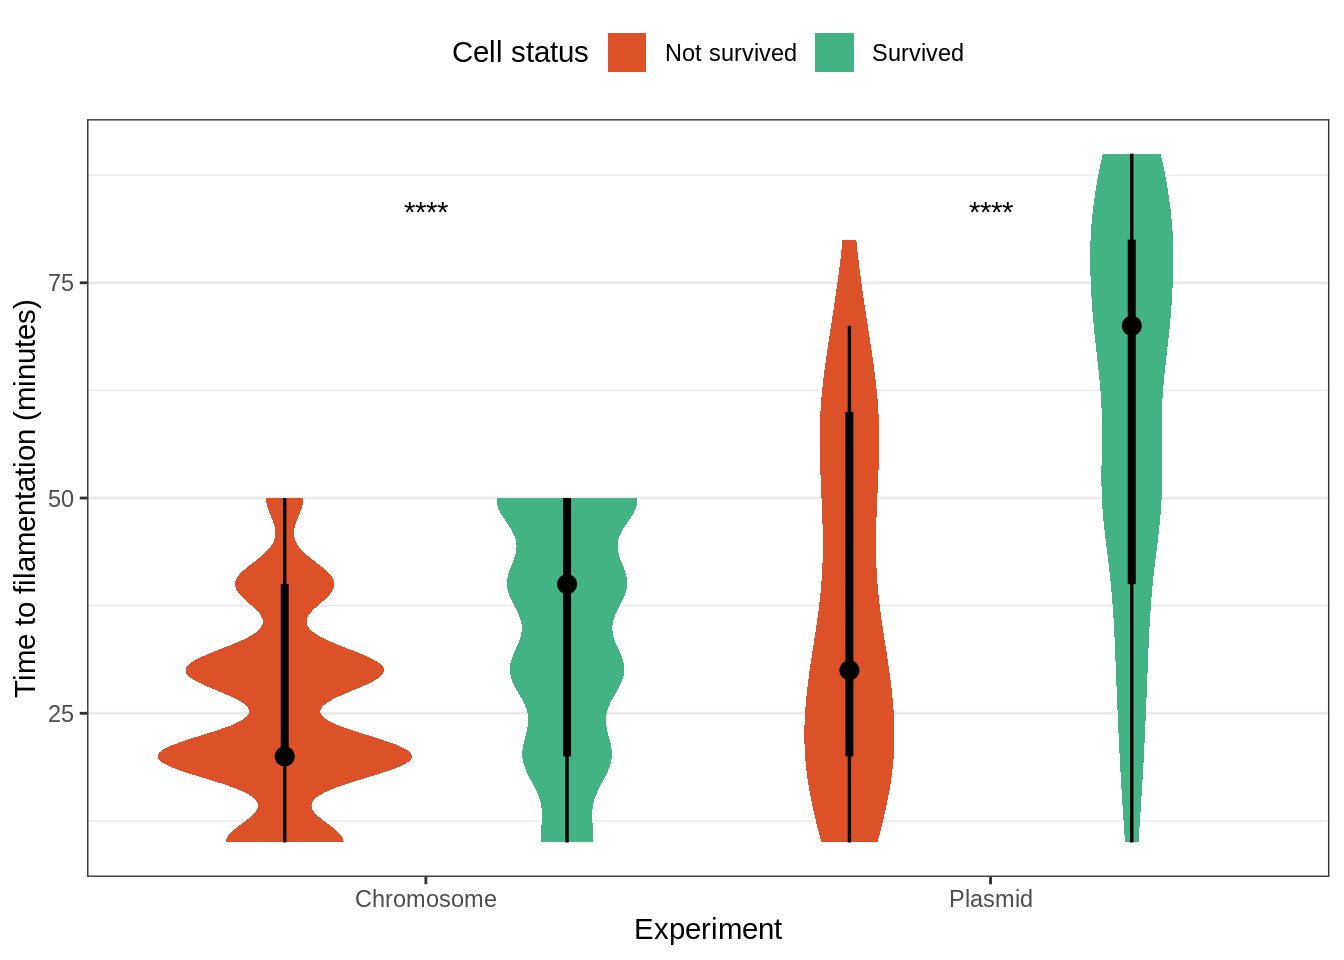 Cell status Not survived Survived
**** ****
75
50
25
Time to filamentation (minutes)
Chromosome Plasmid
Experiment